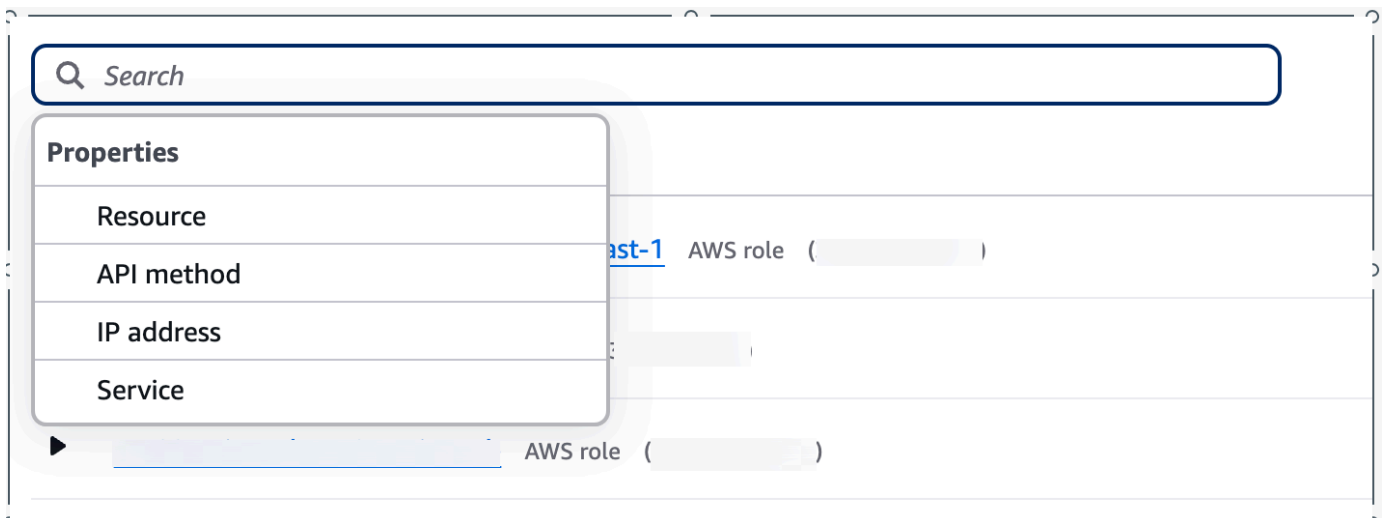 Search
Properties
Resource
API method
IP address
Service
ast-1 AWS role ( )
)
AWS role ( )